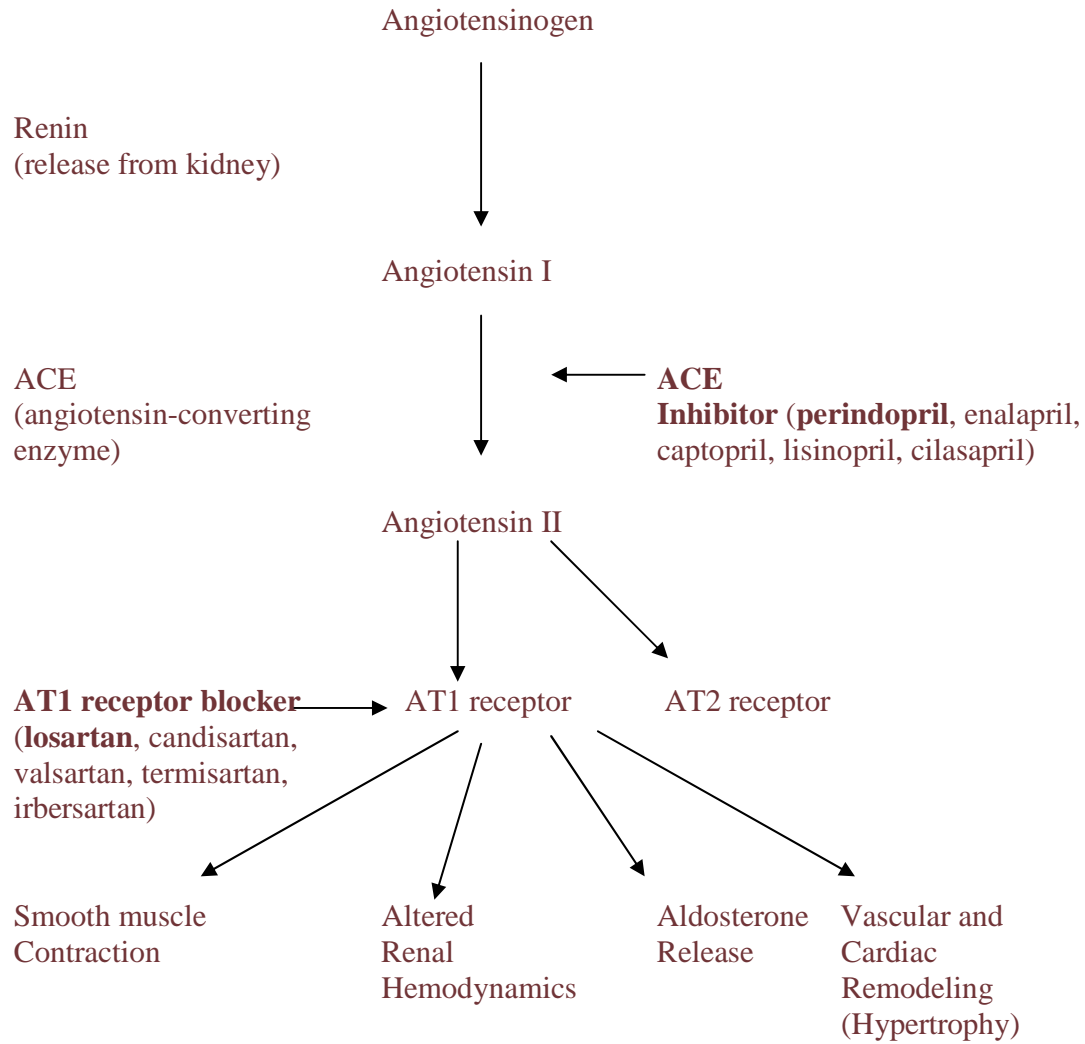 Angiotensinogen
Renin
(release from kidney)
Angiotensin I
ACE
(angiotensin-converting
enzyme)
ACE
Inhibitor (perindopril, enalapril,
captopril, lisinopril, cilasapril)
Angiotensin II
AT1 receptor blocker
(losartan, candisartan,
valsartan, termisartan,
irbersartan)
AT1 receptor
AT2 receptor
Smooth muscle
Contraction
Altered
Renal
Hemodynamics
Aldosterone
Release
Vascular and
Cardiac
Remodeling
(Hypertrophy)